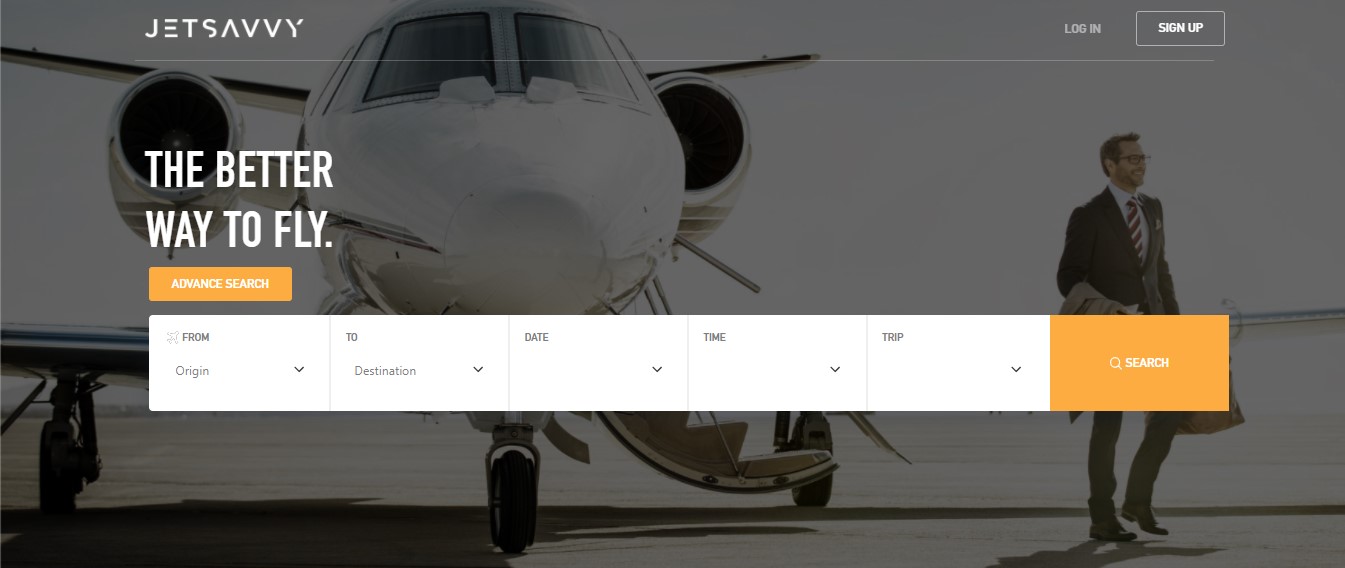 JETSAVVY
LOG IN
SIGN UP
THE BETTER
WAY TO FLY.
ADVANCE SEARCH
FROM
TO
DATE
TIME
TRIP
Origin
Destination
SEARCH